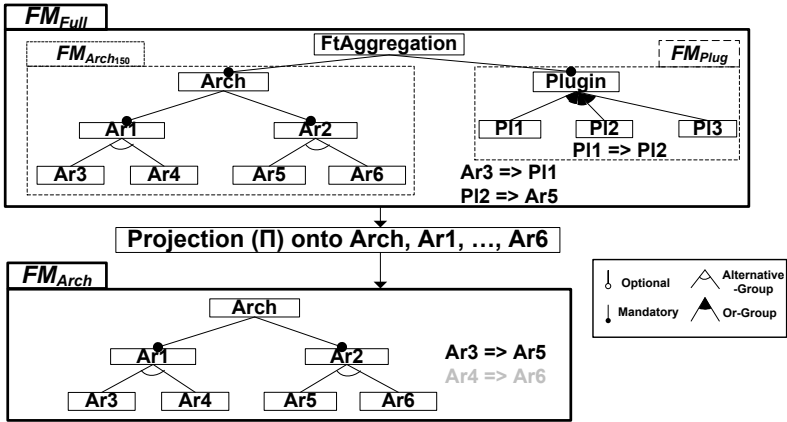 FM_Full
FtAggregation
FM_Arch150
FM_Plug
Arch
Plugin
Ar1
Ar2
Pl1
Pl2
Pl3
Pl1 => Pl2
Ar3
Ar4
Ar5
Ar6
Ar3 => Pl1
Pl2 => Ar5
Projection (Π) onto Arch, Ar1, …, Ar6
FM_Arch
Arch
Ar1
Ar2
Ar3 => Ar5
Ar4 => Ar6
Ar3
Ar4
Ar5
Ar6
Optional
Alternative
-Group
Mandatory
Or-Group